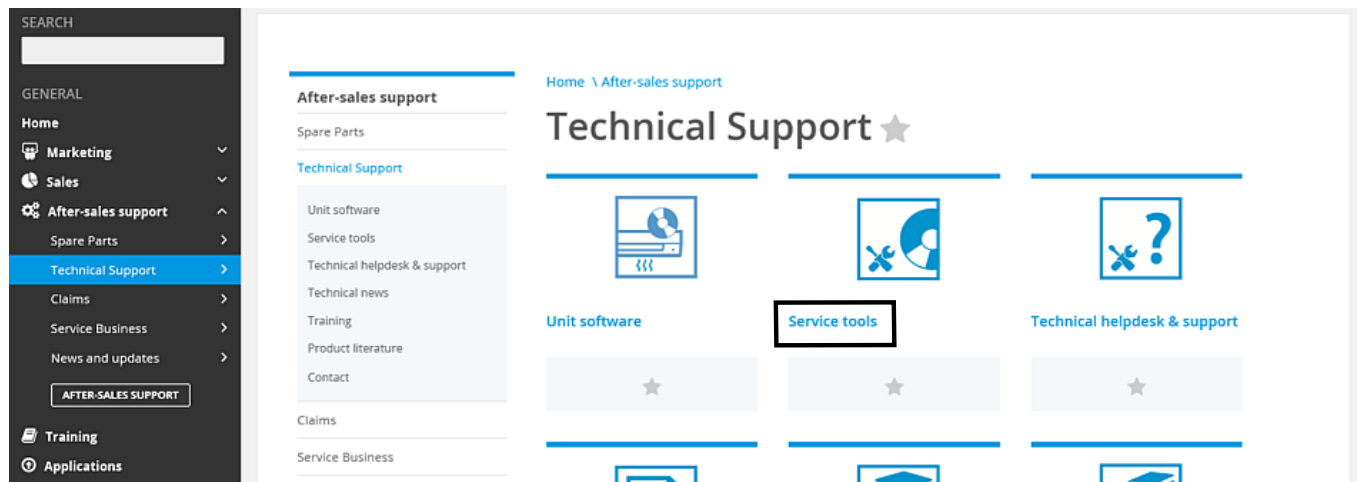 SEARCH
GENERAL
Home
Marketing
Sales
After-sales support
Spare Parts
Technical Support
Claims
Service Business
News and updates
AFTER-SALES SUPPORT
Training
Applications
After-sales support
Spare Parts
Technical Support
Unit software
Service tools
Technical helpdesk & support
Technical news
Training
Product literature
Contact
Claims
Service Business
Home \ After-sales support
Technical Support
Unit software
Service tools
Technical helpdesk & support